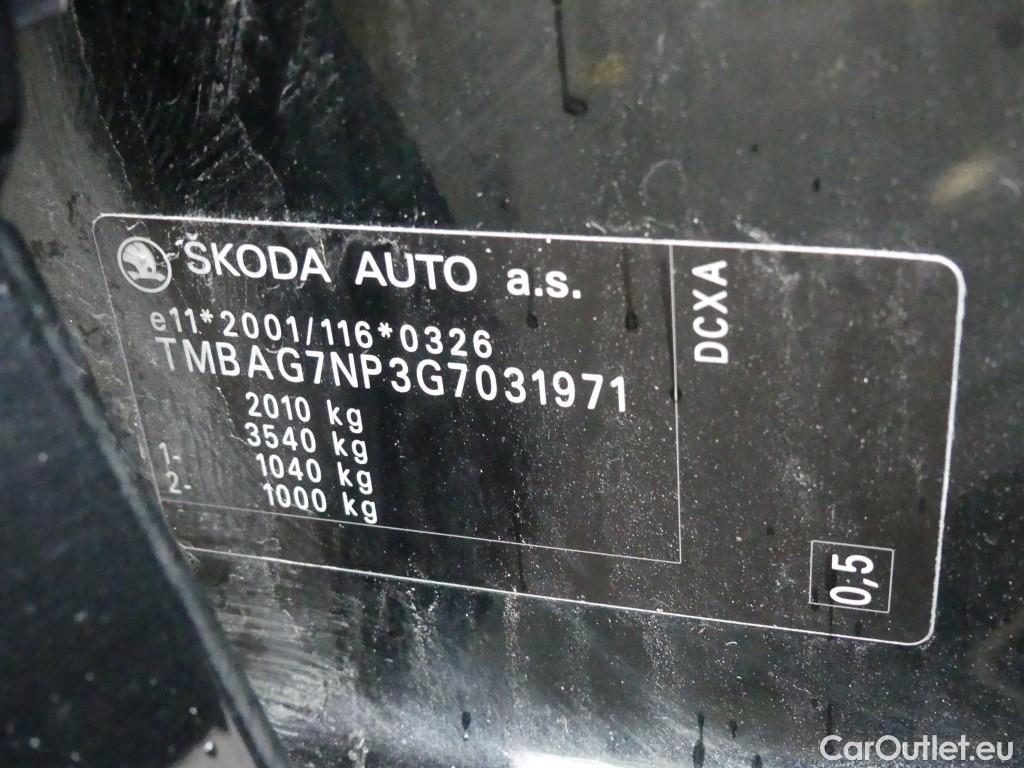 ŠKODA AUTO a.s.
e11*2001/116*0326
TMBAG7NP3G7031971
2010 kg
3540 kg
1- 1040 kg
2- 1000 kg
DCXA
0,5
CarOutlet.eu